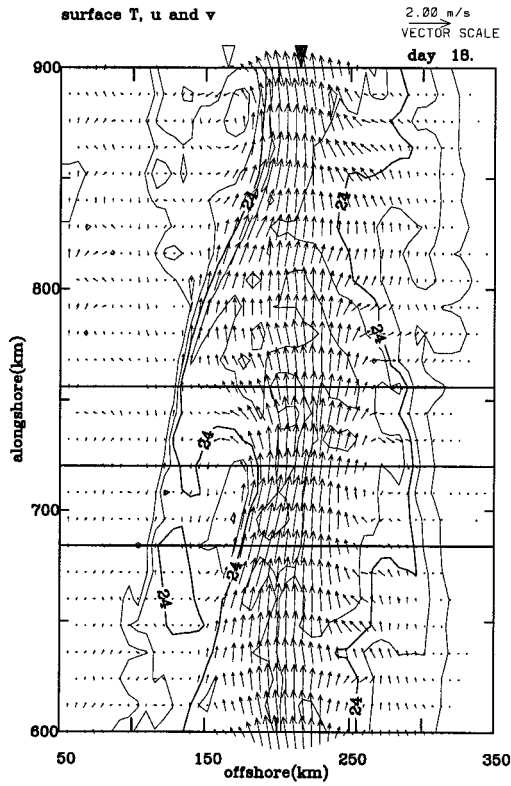 surface T, u and v
2.00 m/s
VECTOR SCALE
day 18.
900
24
24
800
24
alongshore(km)
24
700
24
24
24
600
50
150
250
350
offshore(km)